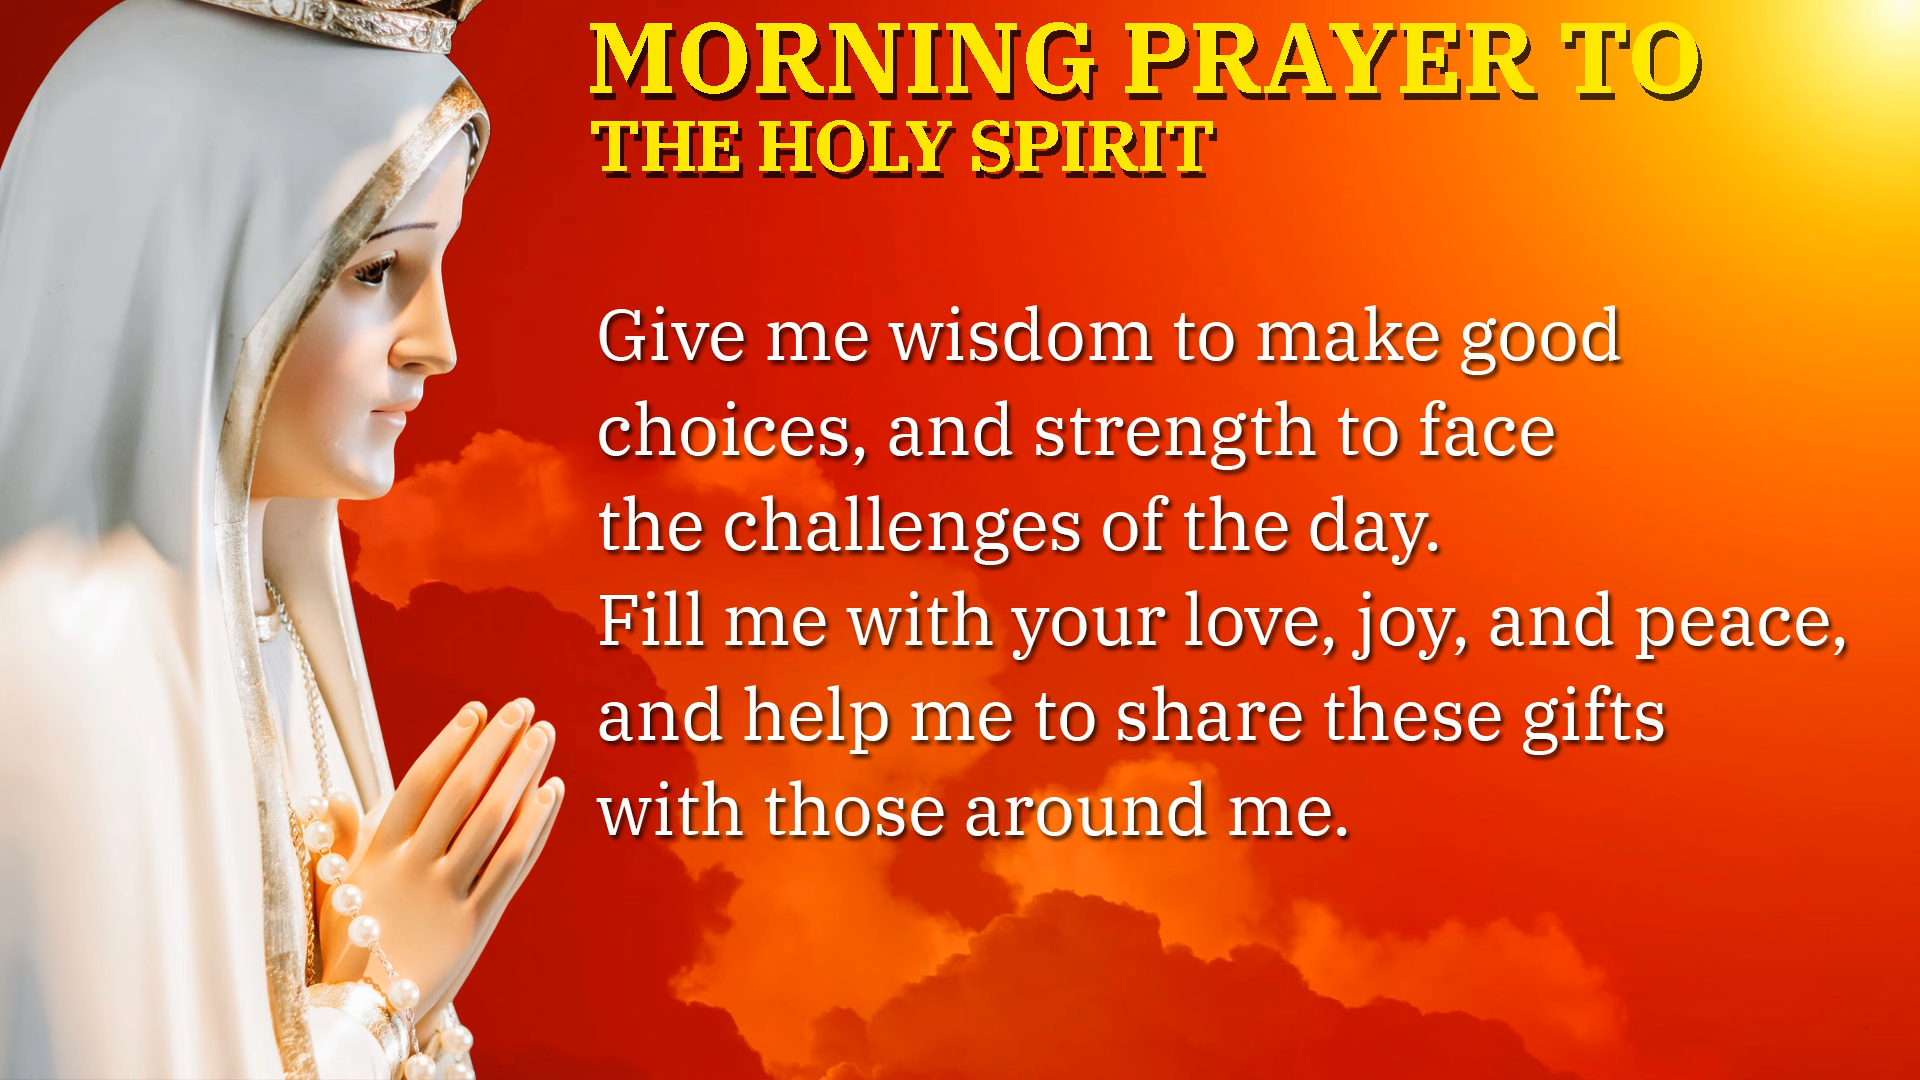 MORNING PRAYER TO
THE HOLY SPIRIT
Give me wisdom to make good
choices, and strength to face
the challenges of the day.
Fill me with your love, joy, and peace,
and help me to share these gifts
with those around me.